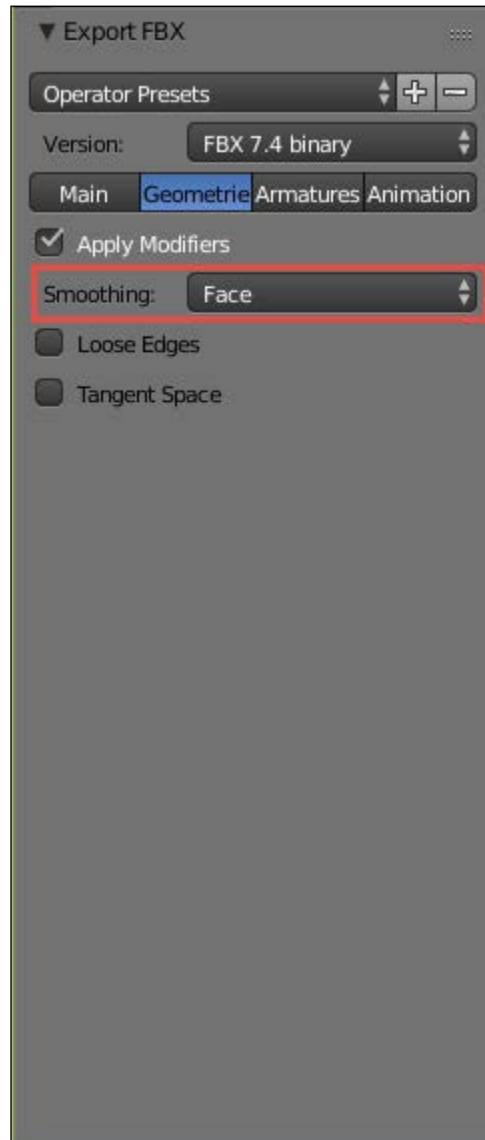 Export FBX
Operator Presets
Version: FBX 7.4 binary
Main Geometrie Armatures Animation
Apply Modifiers
Smoothing: Face
Loose Edges
Tangent Space